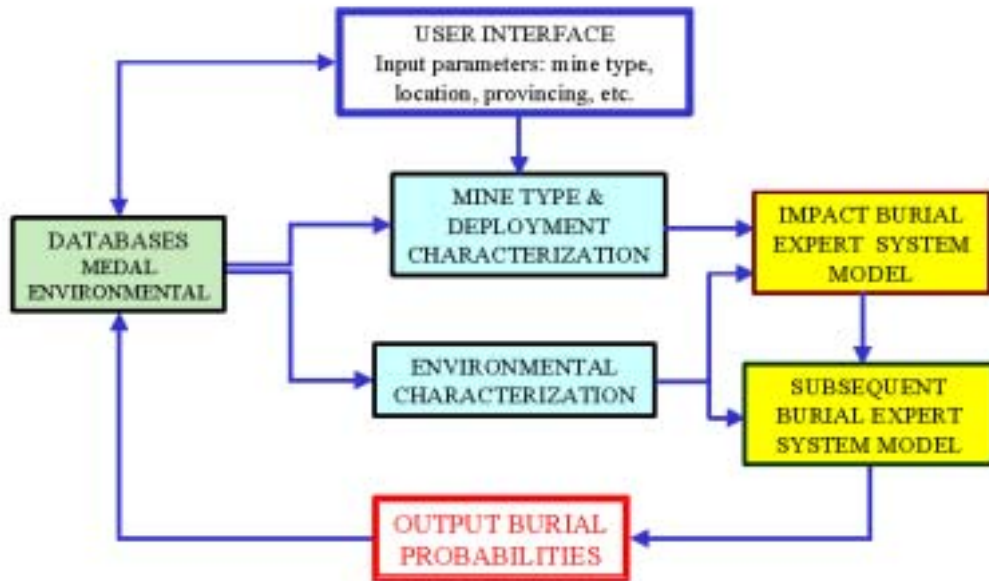 USER INTERFACE
Input parameters: mine type,
location, provincing, etc.
MINE TYPE &
DEPLOYMENT
CHARACTERIZATION
IMPACT BURIAL
EXPERT SYSTEM
MODEL
DATABASES
MEDAL
ENVIRONMENTAL
ENVIRONMENTAL
CHARACTERIZATION
SUBSEQUENT
BURIAL EXPERT
SYSTEM MODEL
OUTPUT BURIAL
PROBABILITIES